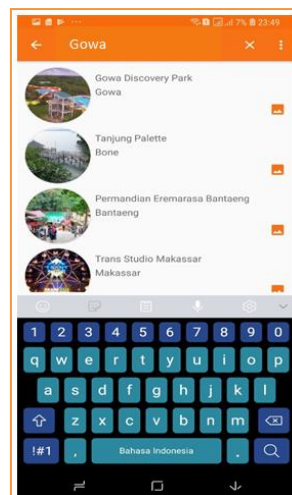 7% 23:49
Gowa
Gowa Discovery Park
Gowa
Tanjung Palette
Bone
Permandian Eremarasa Bantaeng
Bantaeng
Trans Studio Makassar
Makassar
1 2 3 4 5 6 7 8 9 0
q w e r t y u i o p
a s d f g h j k l
z x c v b n m
!#1 , Bahasa Indonesia .